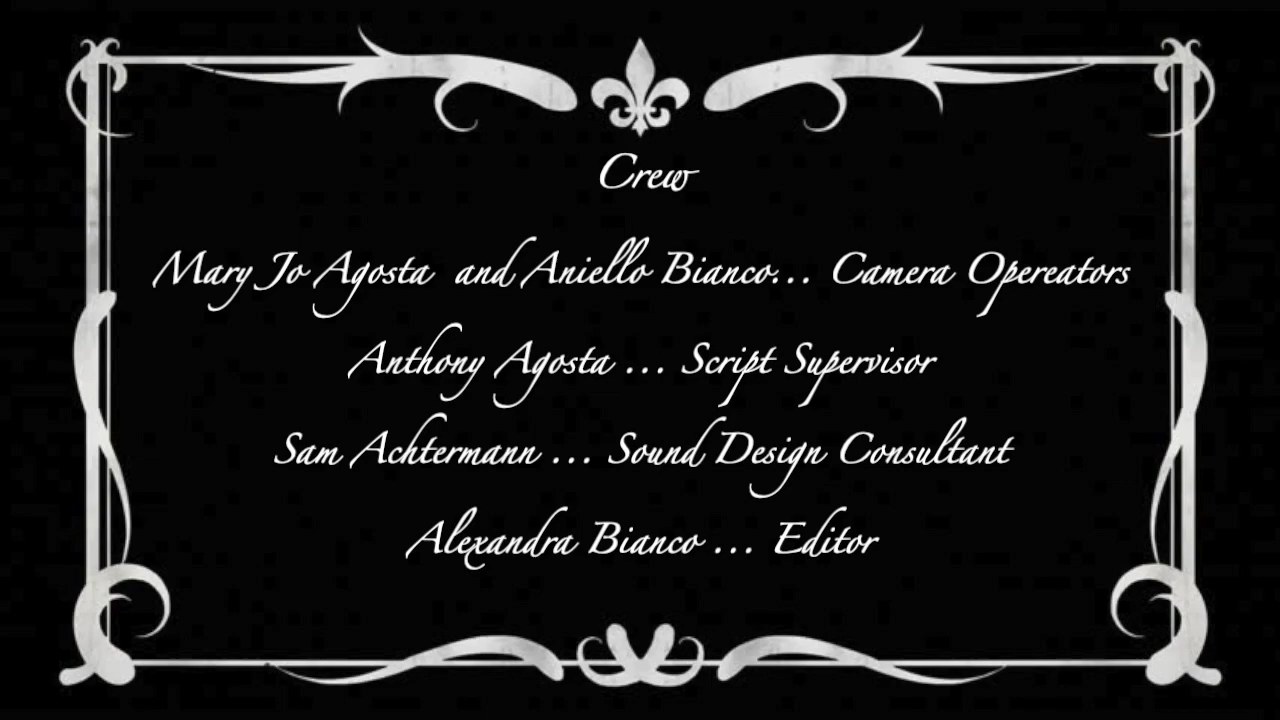 Crew
Mary Jo Agosta and Aniello Bianco... Camera Opereators
Anthony Agosta ... Script Supervisor
Sam Achtermann ... Sound Design Consultant
Alexandra Bianco ... Editor